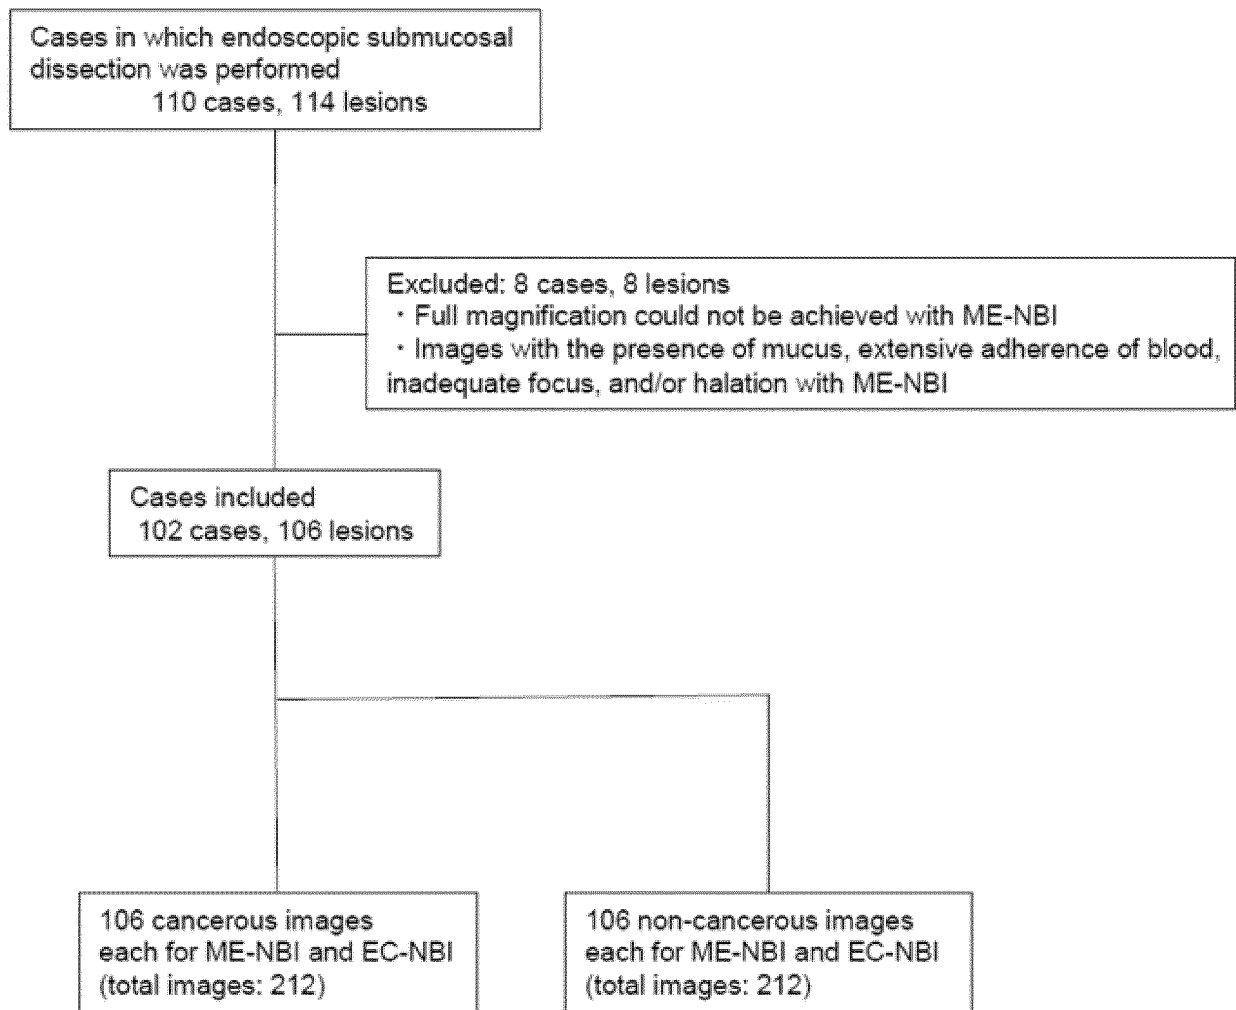 Cases in which endoscopic submucosal
dissection was performed
110 cases, 114 lesions
Excluded: 8 cases, 8 lesions
・Full magnification could not be achieved with ME-NBI
・Images with the presence of mucus, extensive adherence of blood,
inadequate focus, and/or halation with ME-NBI
Cases included
102 cases, 106 lesions
106 cancerous images
each for ME-NBI and EC-NBI
(total images: 212)
106 non-cancerous images
each for ME-NBI and EC-NBI
(total images: 212)